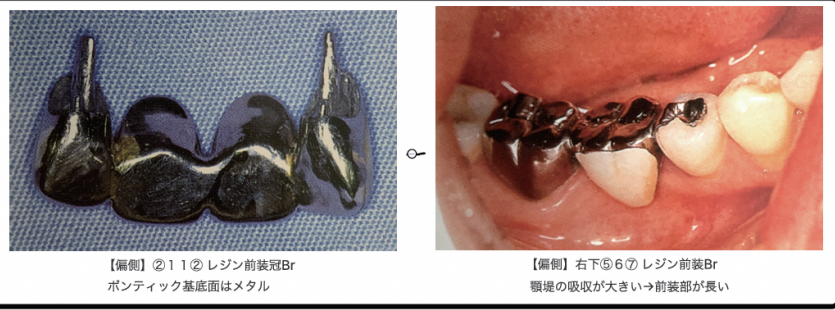 【偏側】②１１② レジン前装冠Br
ポンティック基底面はメタル
【偏側】右下⑤６⑦ レジン前装Br
顎堤の吸収が大きい→前装部が長い